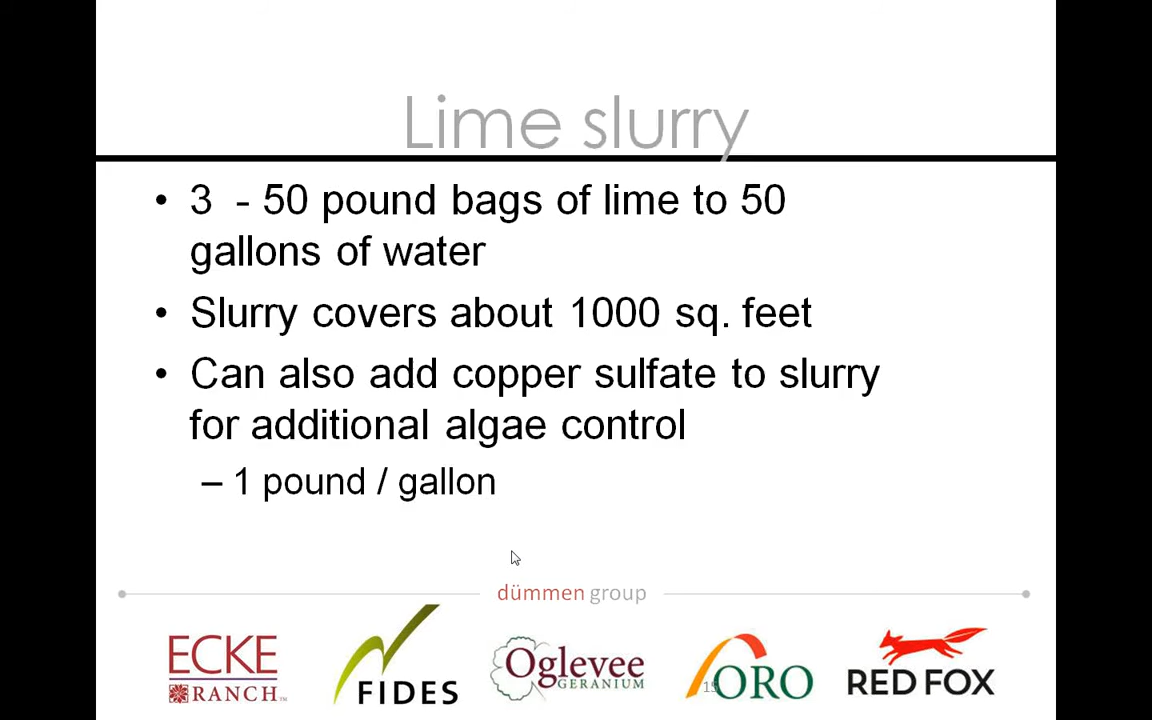 Lime slurry
• 3 - 50 pound bags of lime to 50
gallons of water
• Slurry covers about 1000 sq. feet
• Can also add copper sulfate to slurry
for additional algae control
– 1 pound / gallon
dümmen group
ECKE
RANCH™
FIDES
Oglevee
GERANIUM
ORO
RED FOX